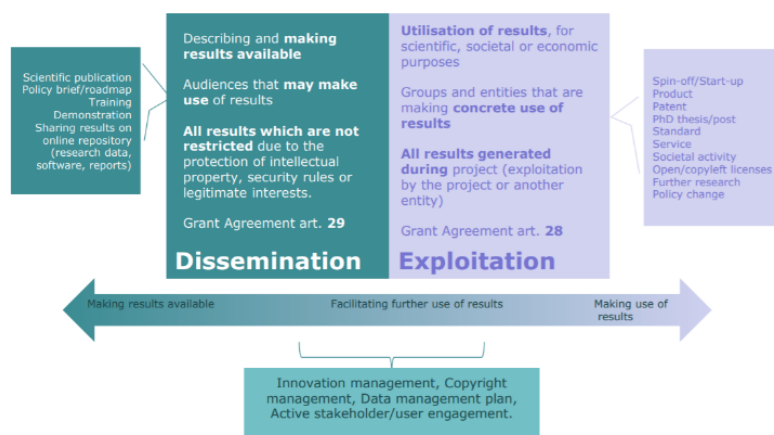 Scientific publication
Policy brief/roadmap
Training
Demonstration
Sharing results on
online repository
(research data,
software, reports)
Describing and making
results available
Audiences that may make
use of results
All results which are not
restricted due to the
protection of intellectual
property, security rules or
legitimate interests.
Grant Agreement art. 29
Dissemination
Utilisation of results, for
scientific, societal or economic
purposes
Groups and entities that are
making concrete use of
results
All results generated
during project (exploitation
by the project or another
entity)
Grant Agreement art. 28
Exploitation
Spin-off/Start-up
Product
Patent
PhD thesis/post
Standard
Service
Societal activity
Open/copyleft licenses
Further research
Policy change
Making results available
Facilitating further use of results
Making use of
results
Innovation management, Copyright
management, Data management plan,
Active stakeholder/user engagement.